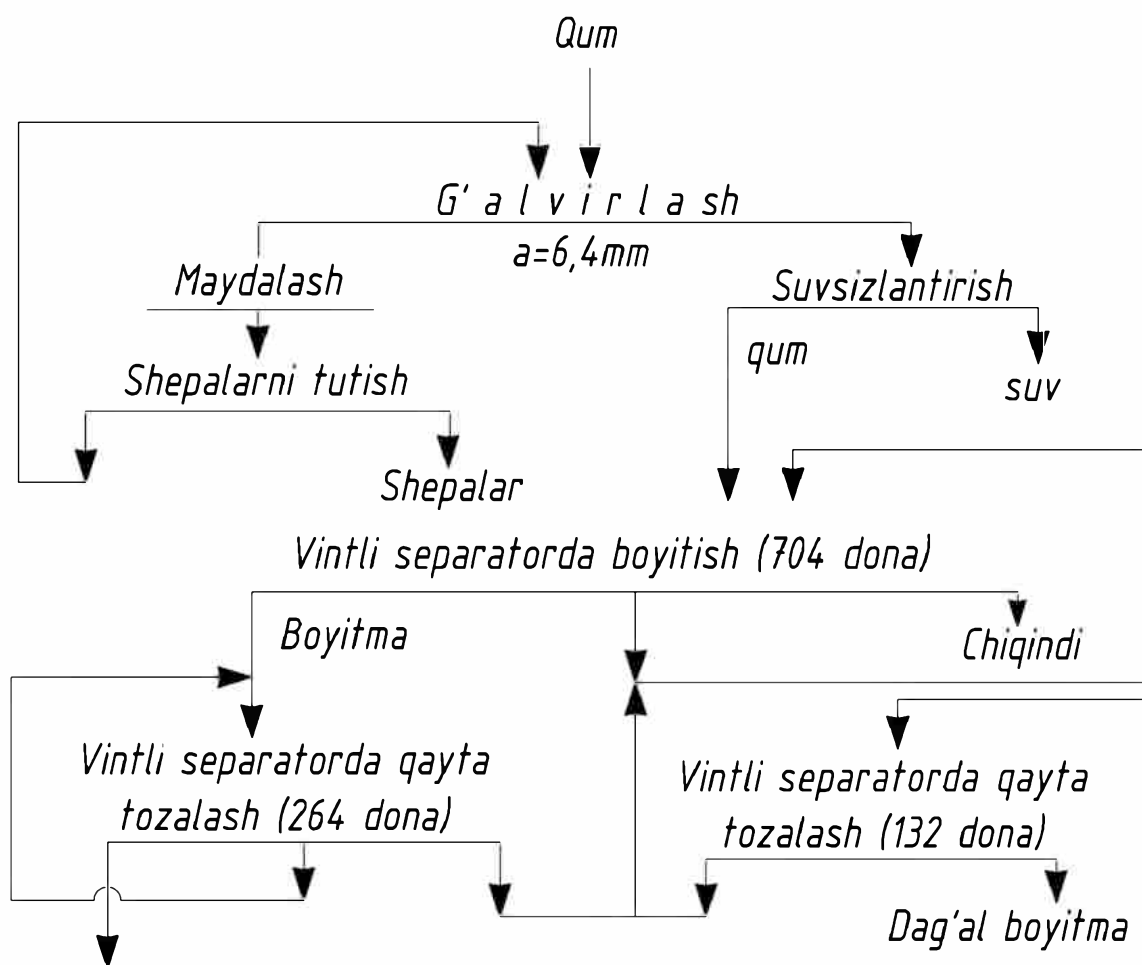 Qum
G'alvirlash
a=6,4mm
Maydalash
Suvsizlantirish
qum
Shepalarni tutish
suv
Shepalar
Vintli separatorda boyitish (704 dona)
Boyitma
Chiqindi
Vintli separatorda qayta
tozalash (264 dona)
Vintli separatorda qayta
tozalash (132 dona)
Dag'al boyitma